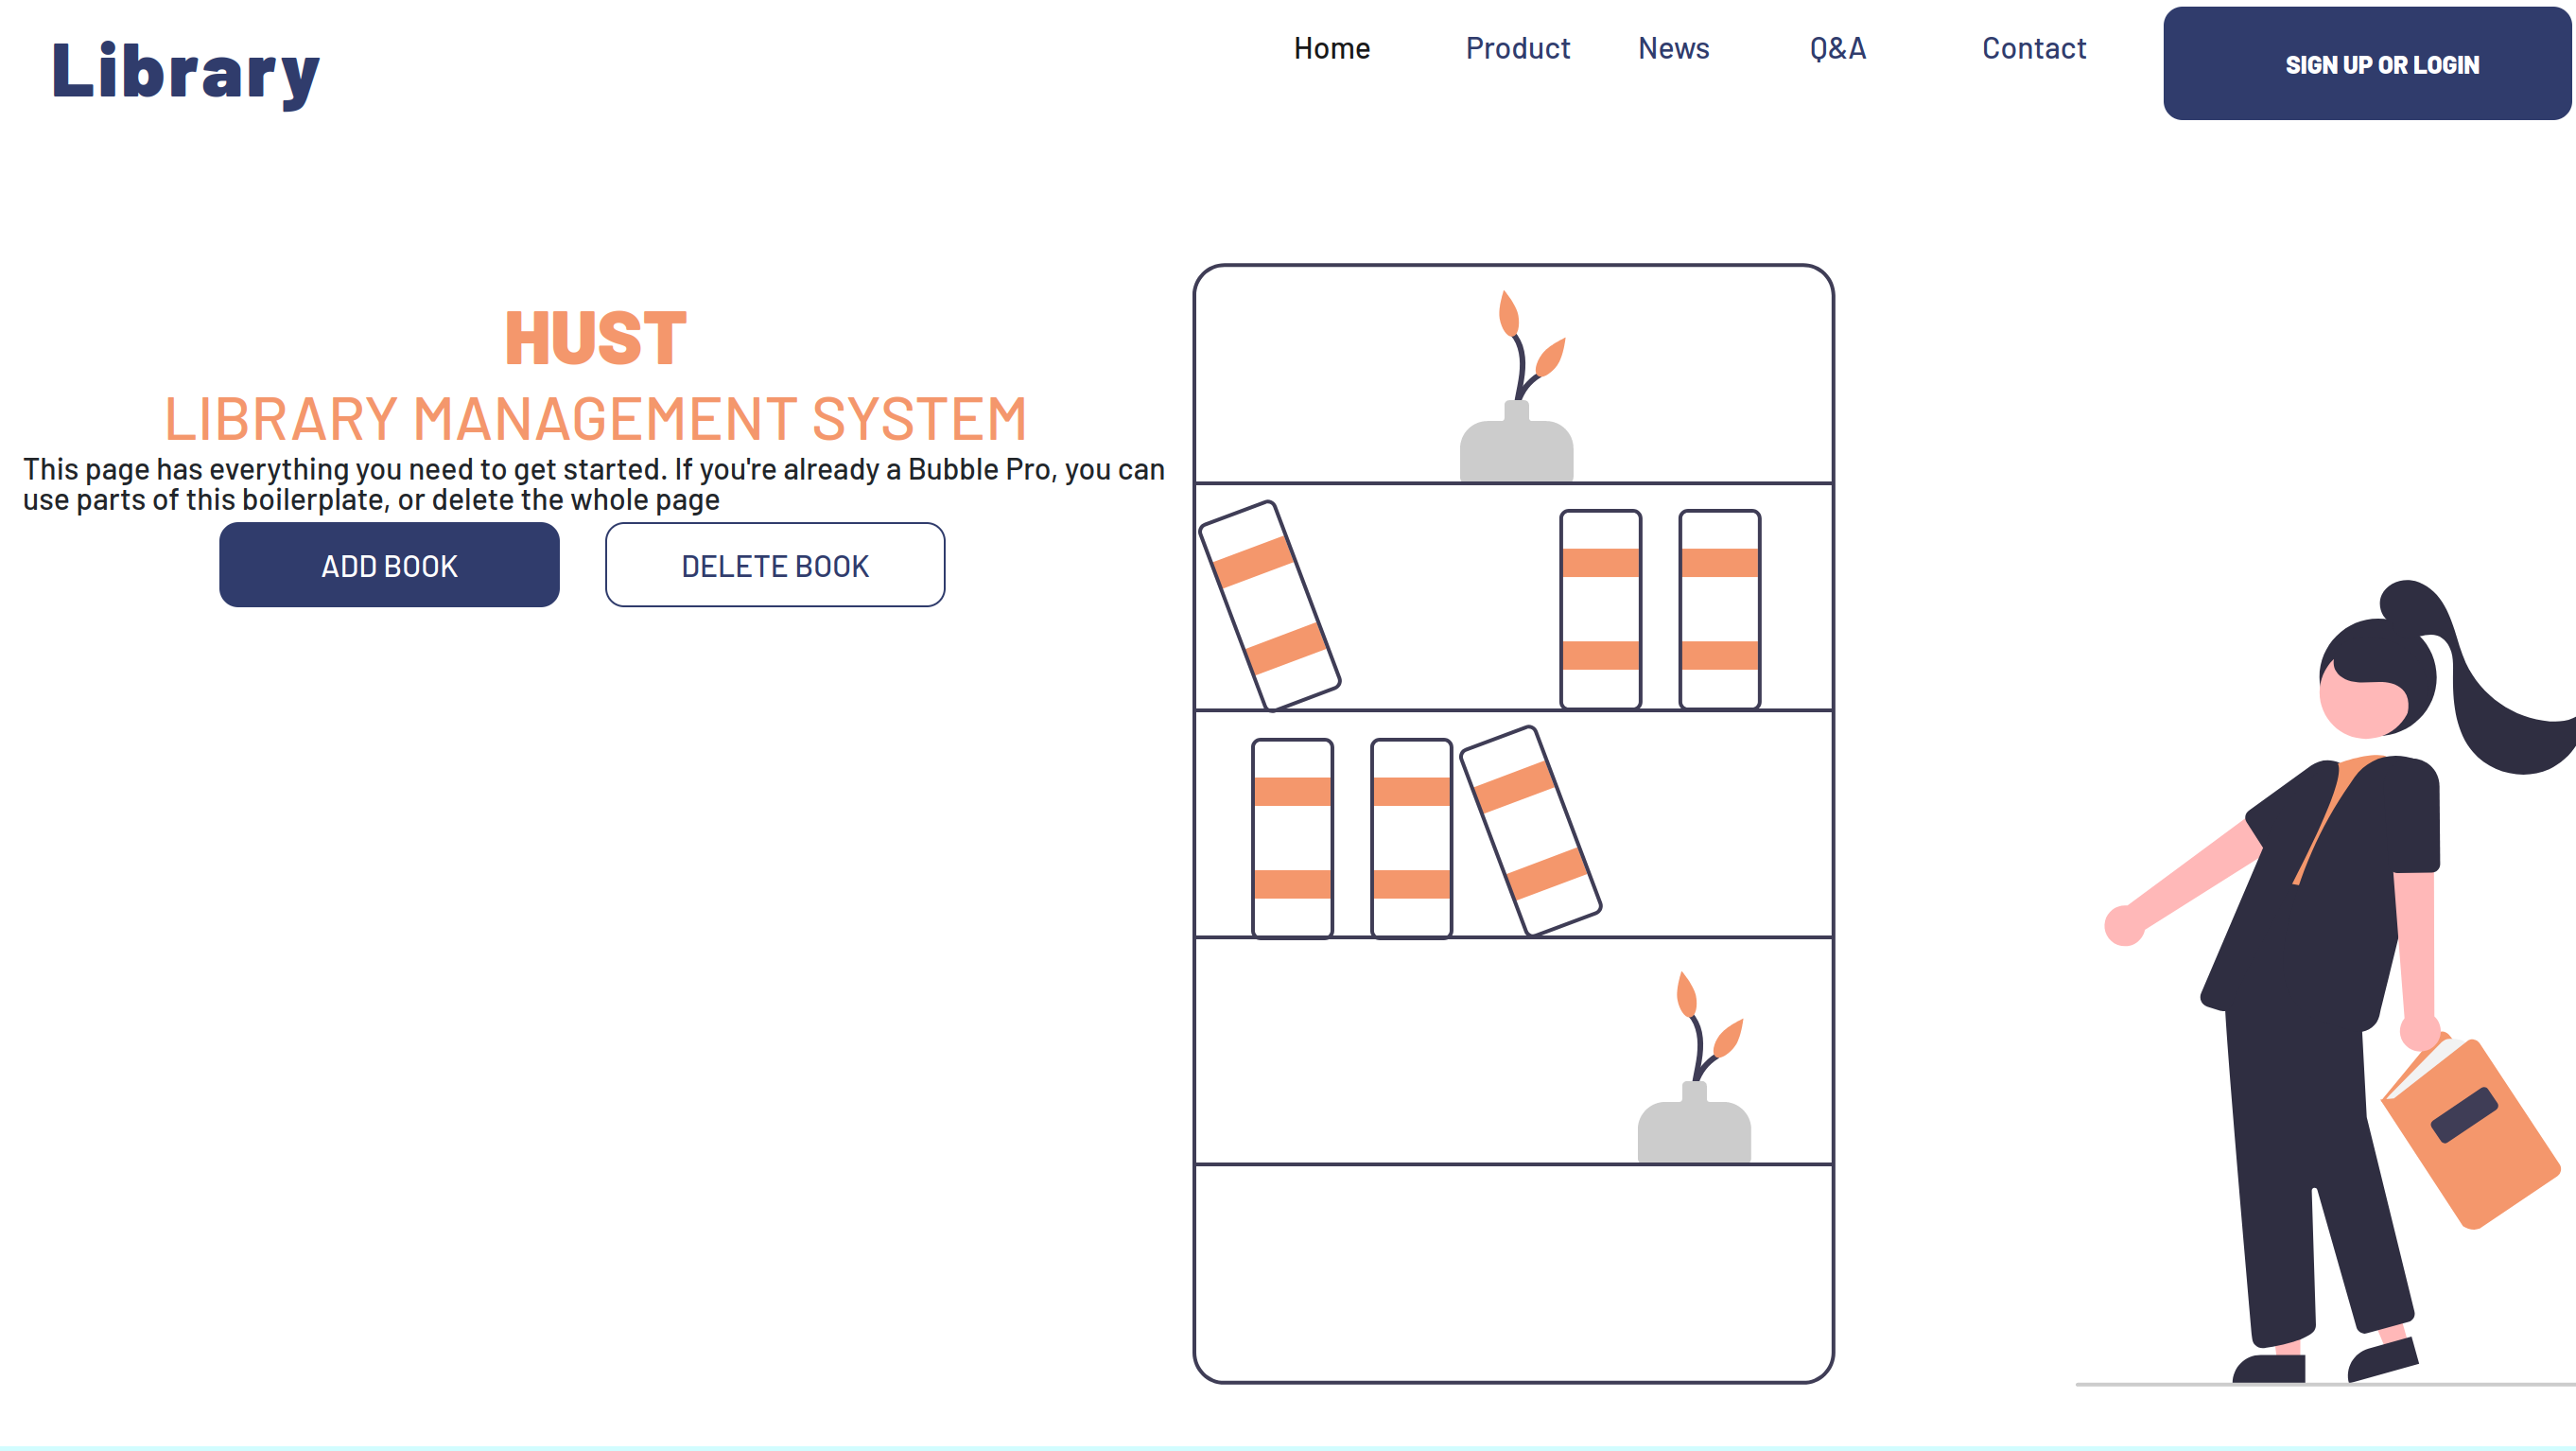 Library
Home
Product
News
Q&A
Contact
SIGN UP OR LOGIN
HUST
LIBRARY MANAGEMENT SYSTEM
This page has everything you need to get started. If you're already a Bubble Pro, you can
use parts of this boilerplate, or delete the whole page
ADD BOOK
DELETE BOOK